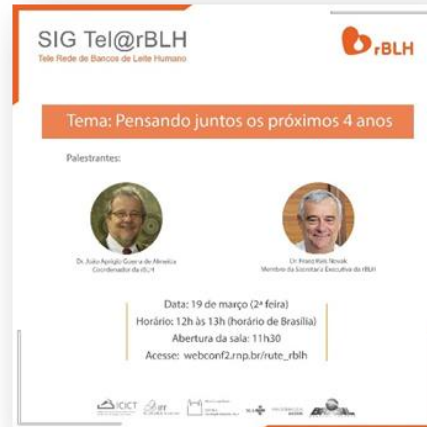 SIG Tel@rBLH
Tele Rede de Bancos de Leite Humano
rBLH
Tema: Pensando juntos os próximos 4 anos
Palestrantes:
Dr. João Aprígio Guerra de Almeida
Coordenador da rBLH
Dr. Franz Reis Novak
Membro da Secretaria Executiva da rBLH
Data: 19 de março (2ª feira)
Horário: 12h às 13h (horário de Brasília)
Abertura da sala: 11h30
Acesse: webconf2.rnp.br/rute_rblh
ICICT